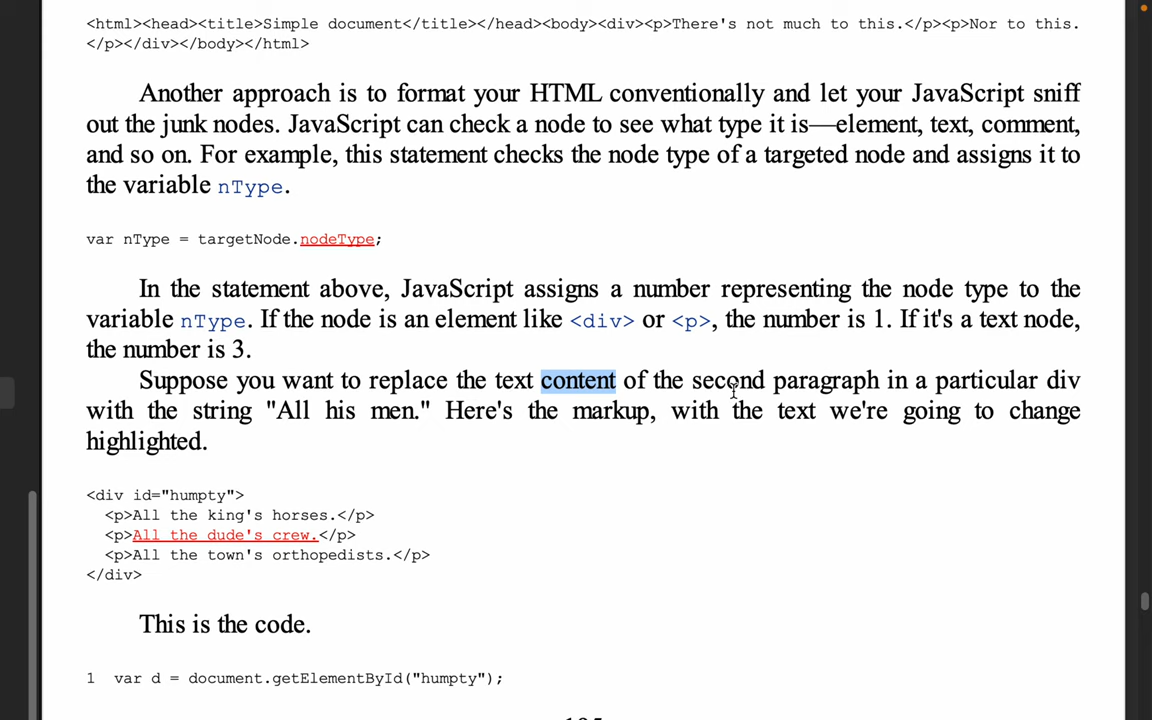 <html><head><title>Simple document</title></head><body><div><p>There's not much to this.</p><p>Nor to this.
</p></div></body></html>
Another approach is to format your HTML conventionally and let your JavaScript sniff
out the junk nodes. JavaScript can check a node to see what type it is—element, text, comment,
and so on. For example, this statement checks the node type of a targeted node and assigns it to
the variable nType.
var nType = targetNode.nodeType;
In the statement above, JavaScript assigns a number representing the node type to the
variable nType. If the node is an element like <div> or <p>, the number is 1. If it's a text node,
the number is 3.
Suppose you want to replace the text content of the second paragraph in a particular div
with the string "All his men." Here's the markup, with the text we're going to change
highlighted.
<div id="humpty">
<p>All the king's horses.</p>
<p>All the dude's crew.</p>
<p>All the town's orthopedists.</p>
</div>
This is the code.
1 var d = document.getElementById("humpty");